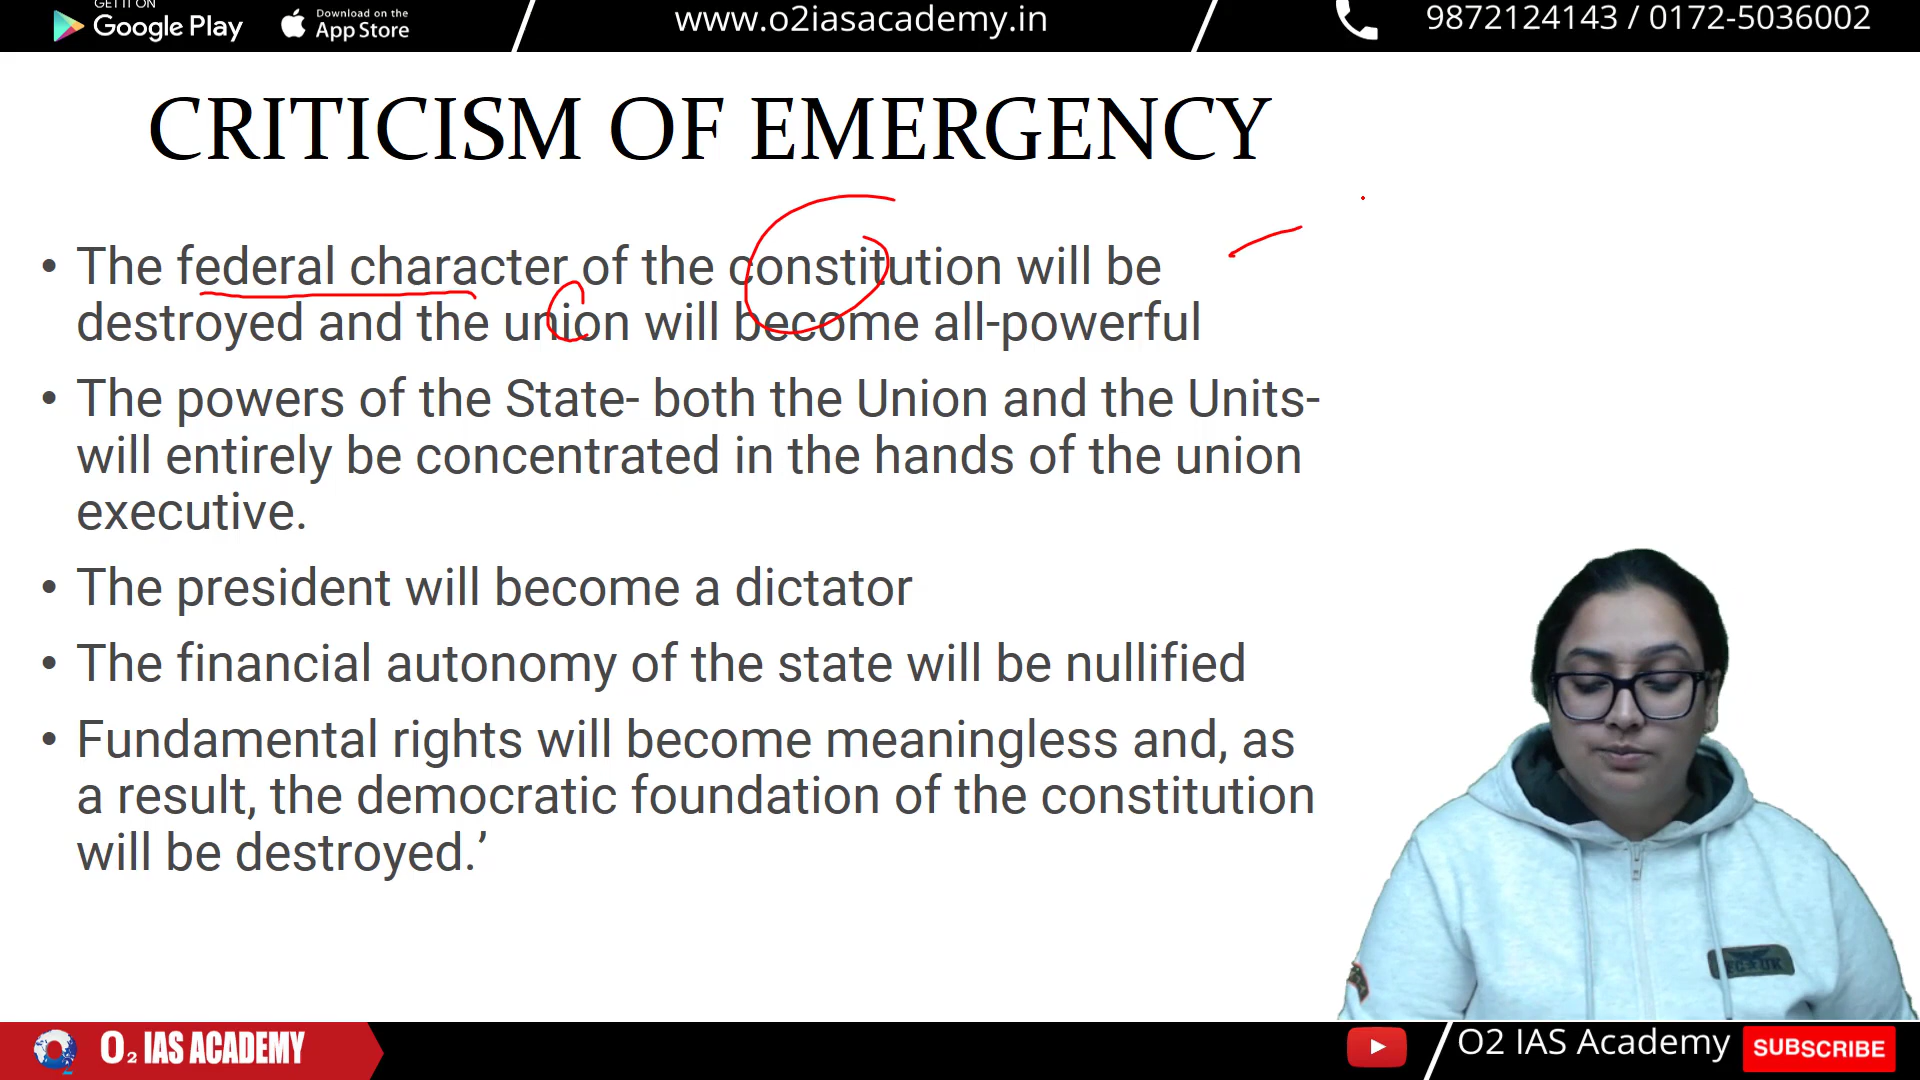 GET IT ON
Google Play
Download on the
App Store
www.o2iasacademy.in
9872124143 / 0172-5036002
CRITICISM OF EMERGENCY
• The federal character of the constitution will be
destroyed and the union will become all-powerful
• The powers of the State- both the Union and the Units-
will entirely be concentrated in the hands of the union
executive.
• The president will become a dictator
• The financial autonomy of the state will be nullified
• Fundamental rights will become meaningless and, as
a result, the democratic foundation of the constitution
will be destroyed.’
O2 IAS ACADEMY
O2 IAS Academy
SUBSCRIBE